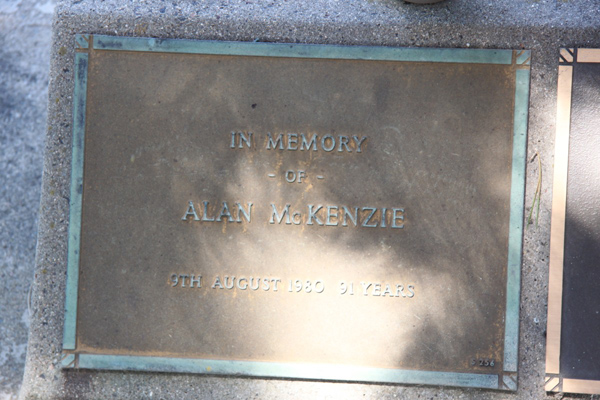 IN MEMORY
- OF -
ALAN McKENZIE
9TH AUGUST 1980 91 YEARS